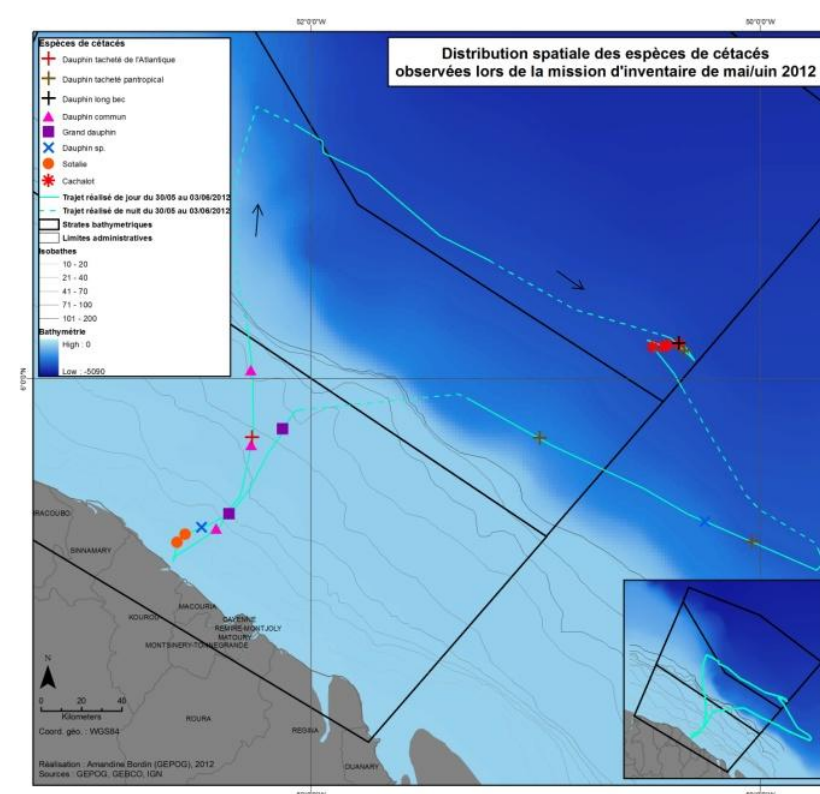 52°0'0"W
50°0'0"W
Distribution spatiale des espèces de cétacés
observées lors de la mission d'inventaire de mai/uin 2012
Espèces de cétacés
Dauphin tacheté de l'Atlantique
Dauphin tacheté pantropical
Dauphin long bec
Dauphin commun
Grand dauphin
Dauphin sp.
Sotalie
Cachalot
Trajet réalisé de jour du 30/05 au 03/06/2012
Trajet réalisé de nuit du 30/05 au 03/06/2012
Strates bathymetriques
Limites administratives
Isobathes
10 - 20
21 - 40
41 - 70
71 - 100
101 - 200
Bathymétrie
High : 0
Low : -5090
6°0'0"N
IRACOUBO
SINNAMARY
KOUROU
MACOURIA
CAYENNE
REMIRE-MONTJOLY
MATOURY
MONTSINERY-TONNEGRANDE
ROURA
REGINA
OUANARY
N
0 20 40
Kilometers
Coord. géo. : WGS84
Réalisation : Amandine Bordin (GEPOG), 2012
Sources : GEPOG, GEBCO, IGN